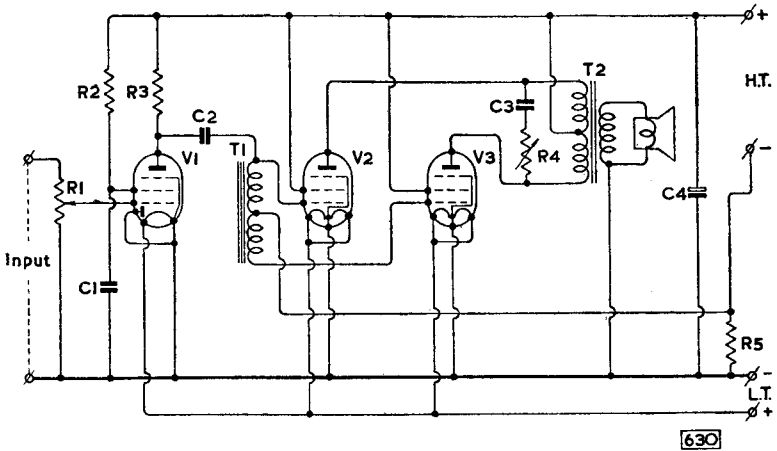 +
H.T.
-
R2
R3
C2
T1
V1
V2
V3
C3
R4
T2
C4
R1
Input
C1
R5
-
L.T.
+
630